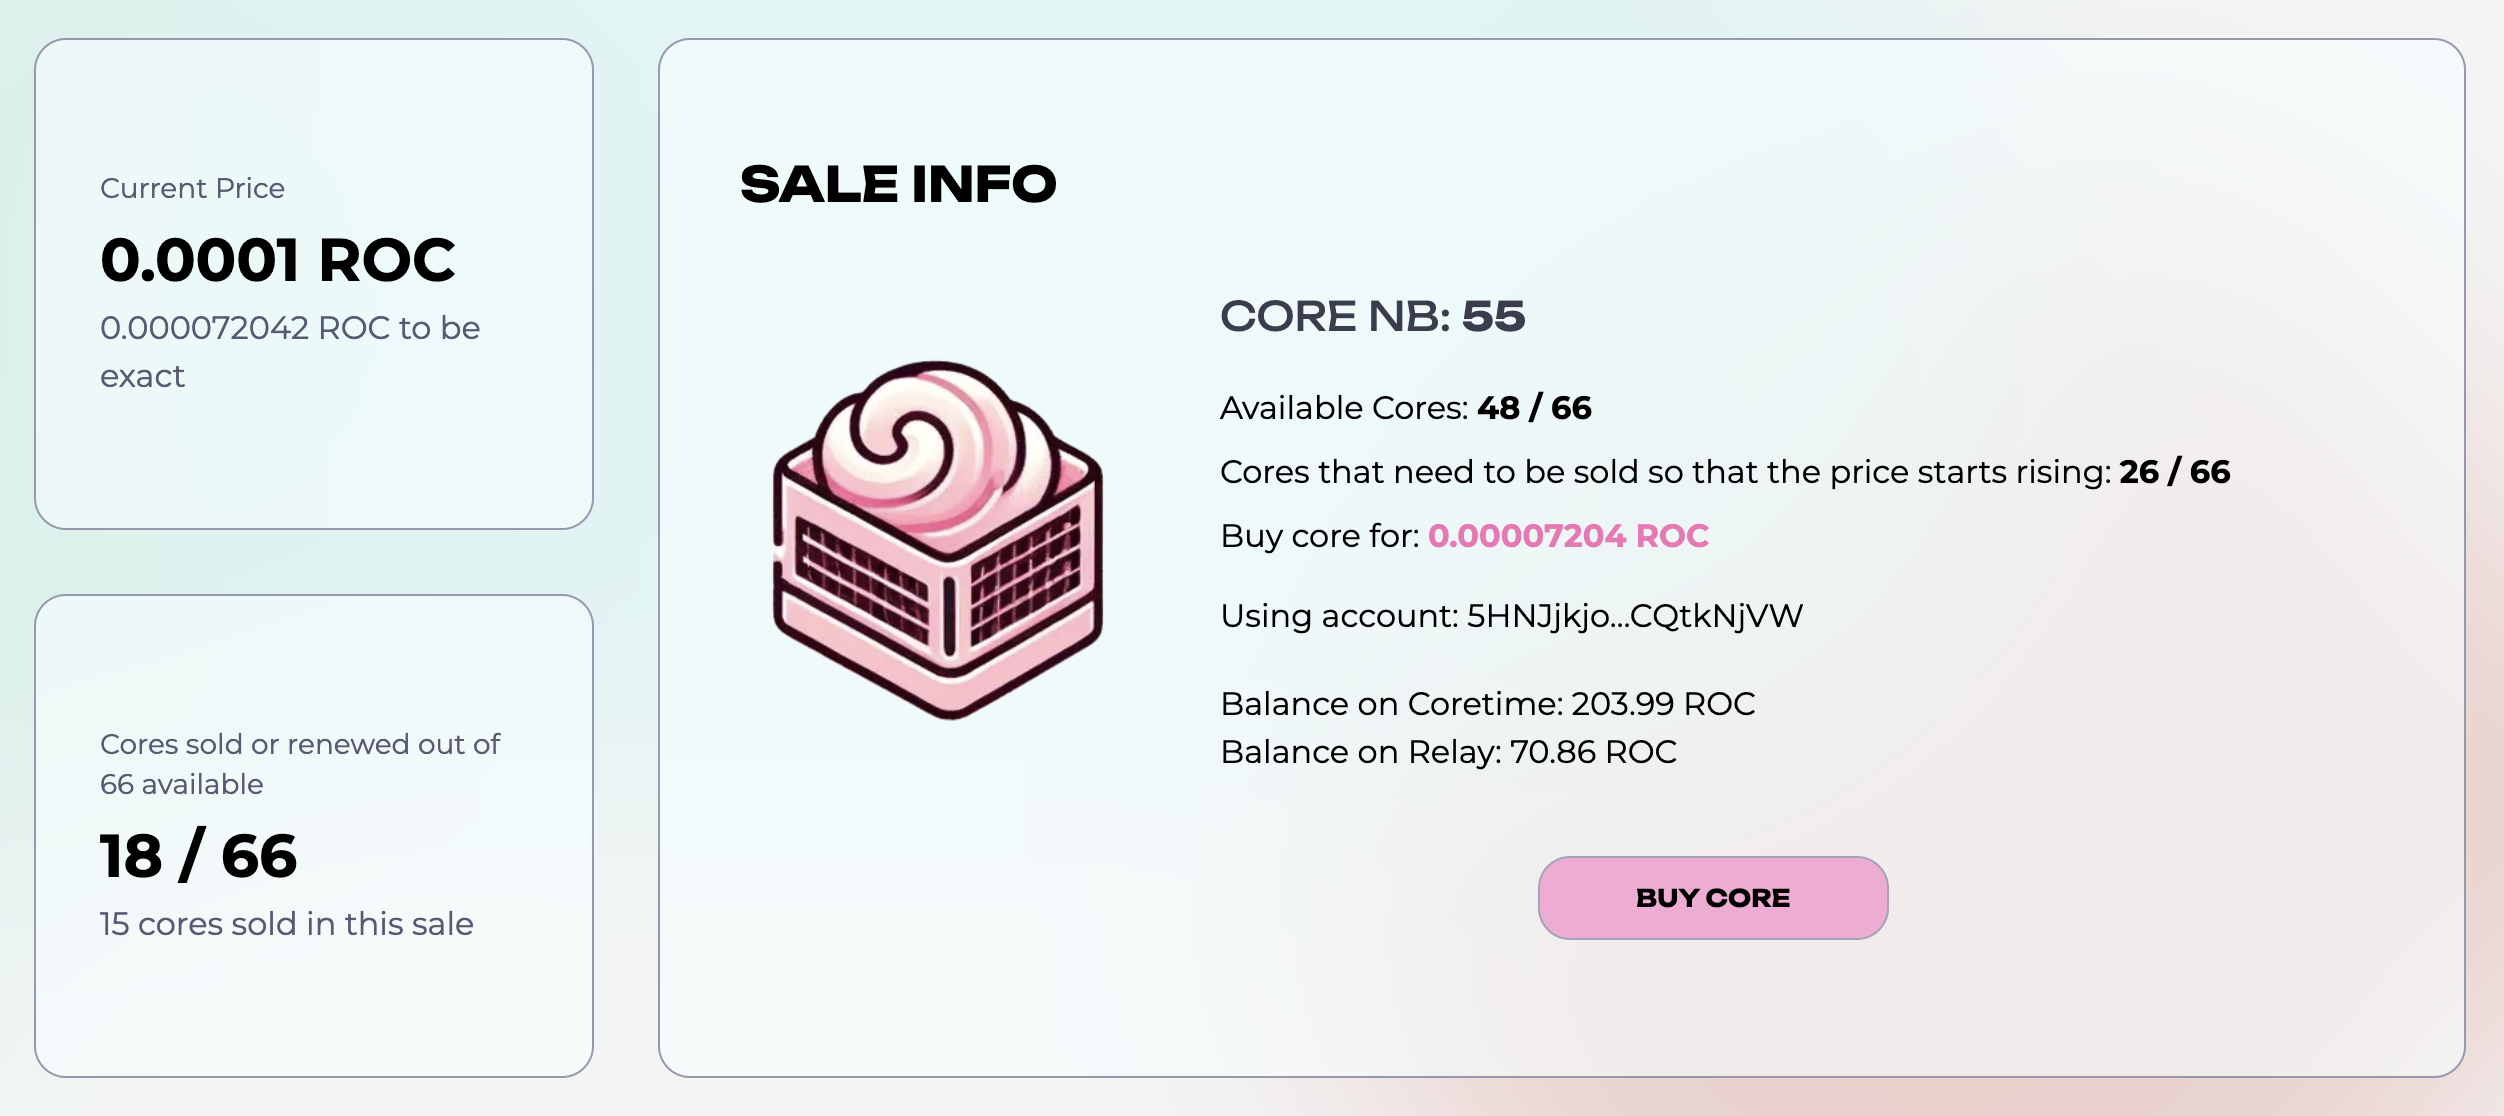 Current Price
0.0001 ROC
0.000072042 ROC to be
exact
Cores sold or renewed out of
66 available
18 / 66
15 cores sold in this sale
SALE INFO
CORE NB: 55
Available Cores: 48 / 66
Cores that need to be sold so that the price starts rising: 26 / 66
Buy core for: 0.00007204 ROC
Using account: 5HNJjkjo...CQtkNjVW
Balance on Coretime: 203.99 ROC
Balance on Relay: 70.86 ROC
BUY CORE